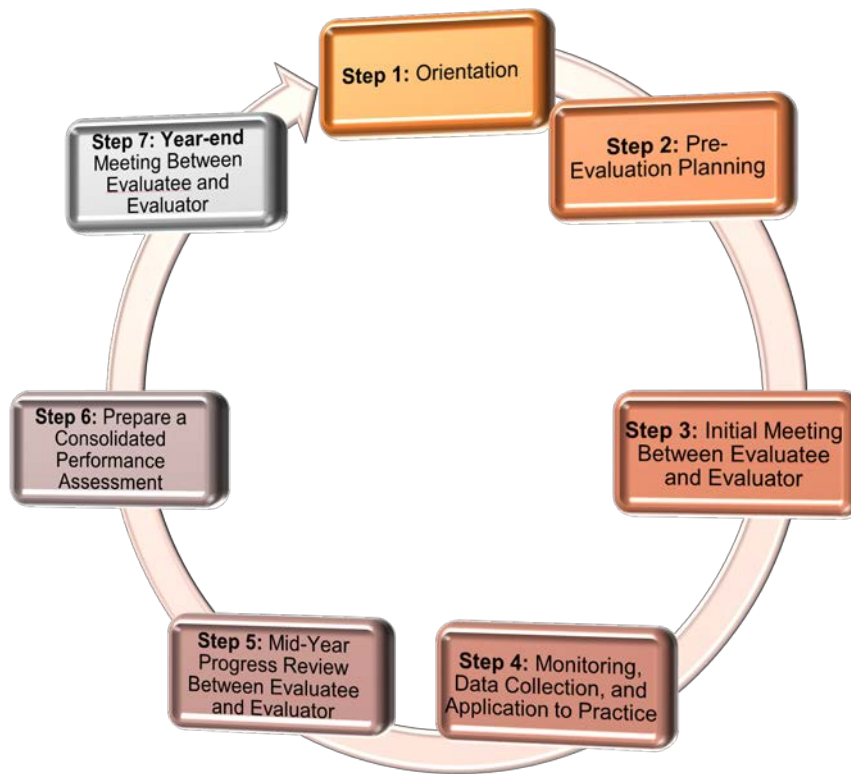 Step 1: Orientation
Step 2: Pre-
Evaluation Planning
Step 3: Initial Meeting
Between Evaluatee
and Evaluator
Step 4: Monitoring,
Data Collection, and
Application to Practice
Step 5: Mid-Year
Progress Review
Between Evaluatee
and Evaluator
Step 6: Prepare a
Consolidated
Performance
Assessment
Step 7: Year-end
Meeting Between
Evaluatee and
Evaluator